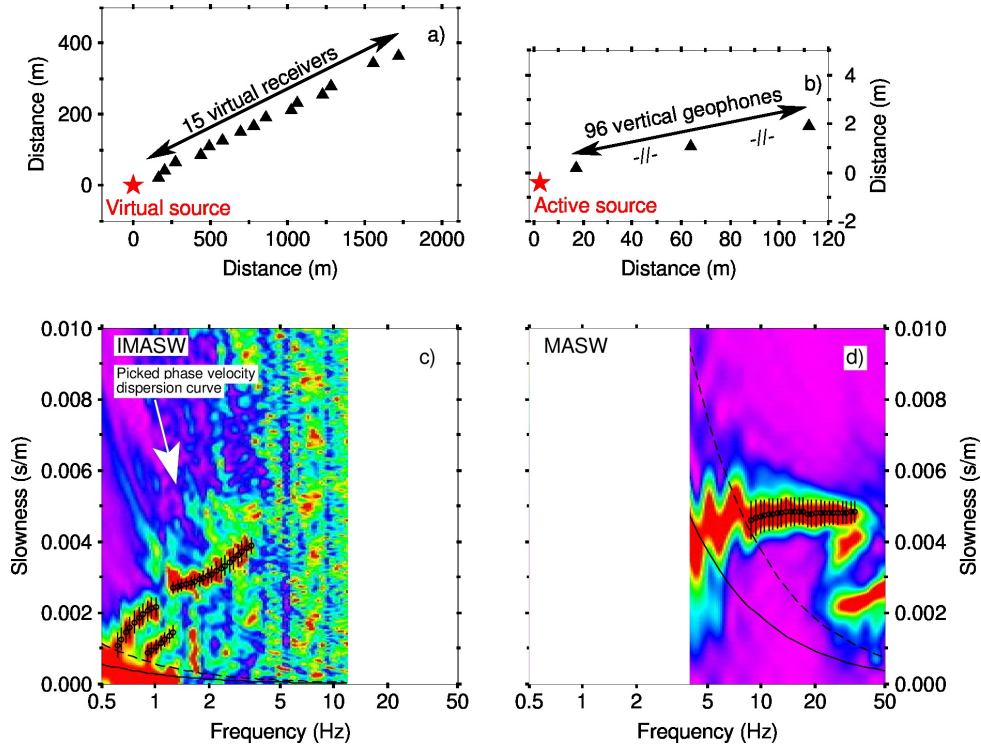 a)
400
200
0
Distance (m)
15 virtual receivers
Virtual source
0 500 1000 1500 2000
Distance (m)
b)
4
2
0
-2
Distance (m)
96 vertical geophones
-//-
-//-
Active source
0 20 40 60 80 100 120
Distance (m)
IMASW
c)
Picked phase velocity
dispersion curve
0.010
0.008
0.006
0.004
0.002
0.000
Slowness (s/m)
0.5 1 2 5 10 20 50
Frequency (Hz)
MASW
d)
0.010
0.008
0.006
0.004
0.002
0.000
Slowness (s/m)
0.5 1 2 5 10 20 50
Frequency (Hz)